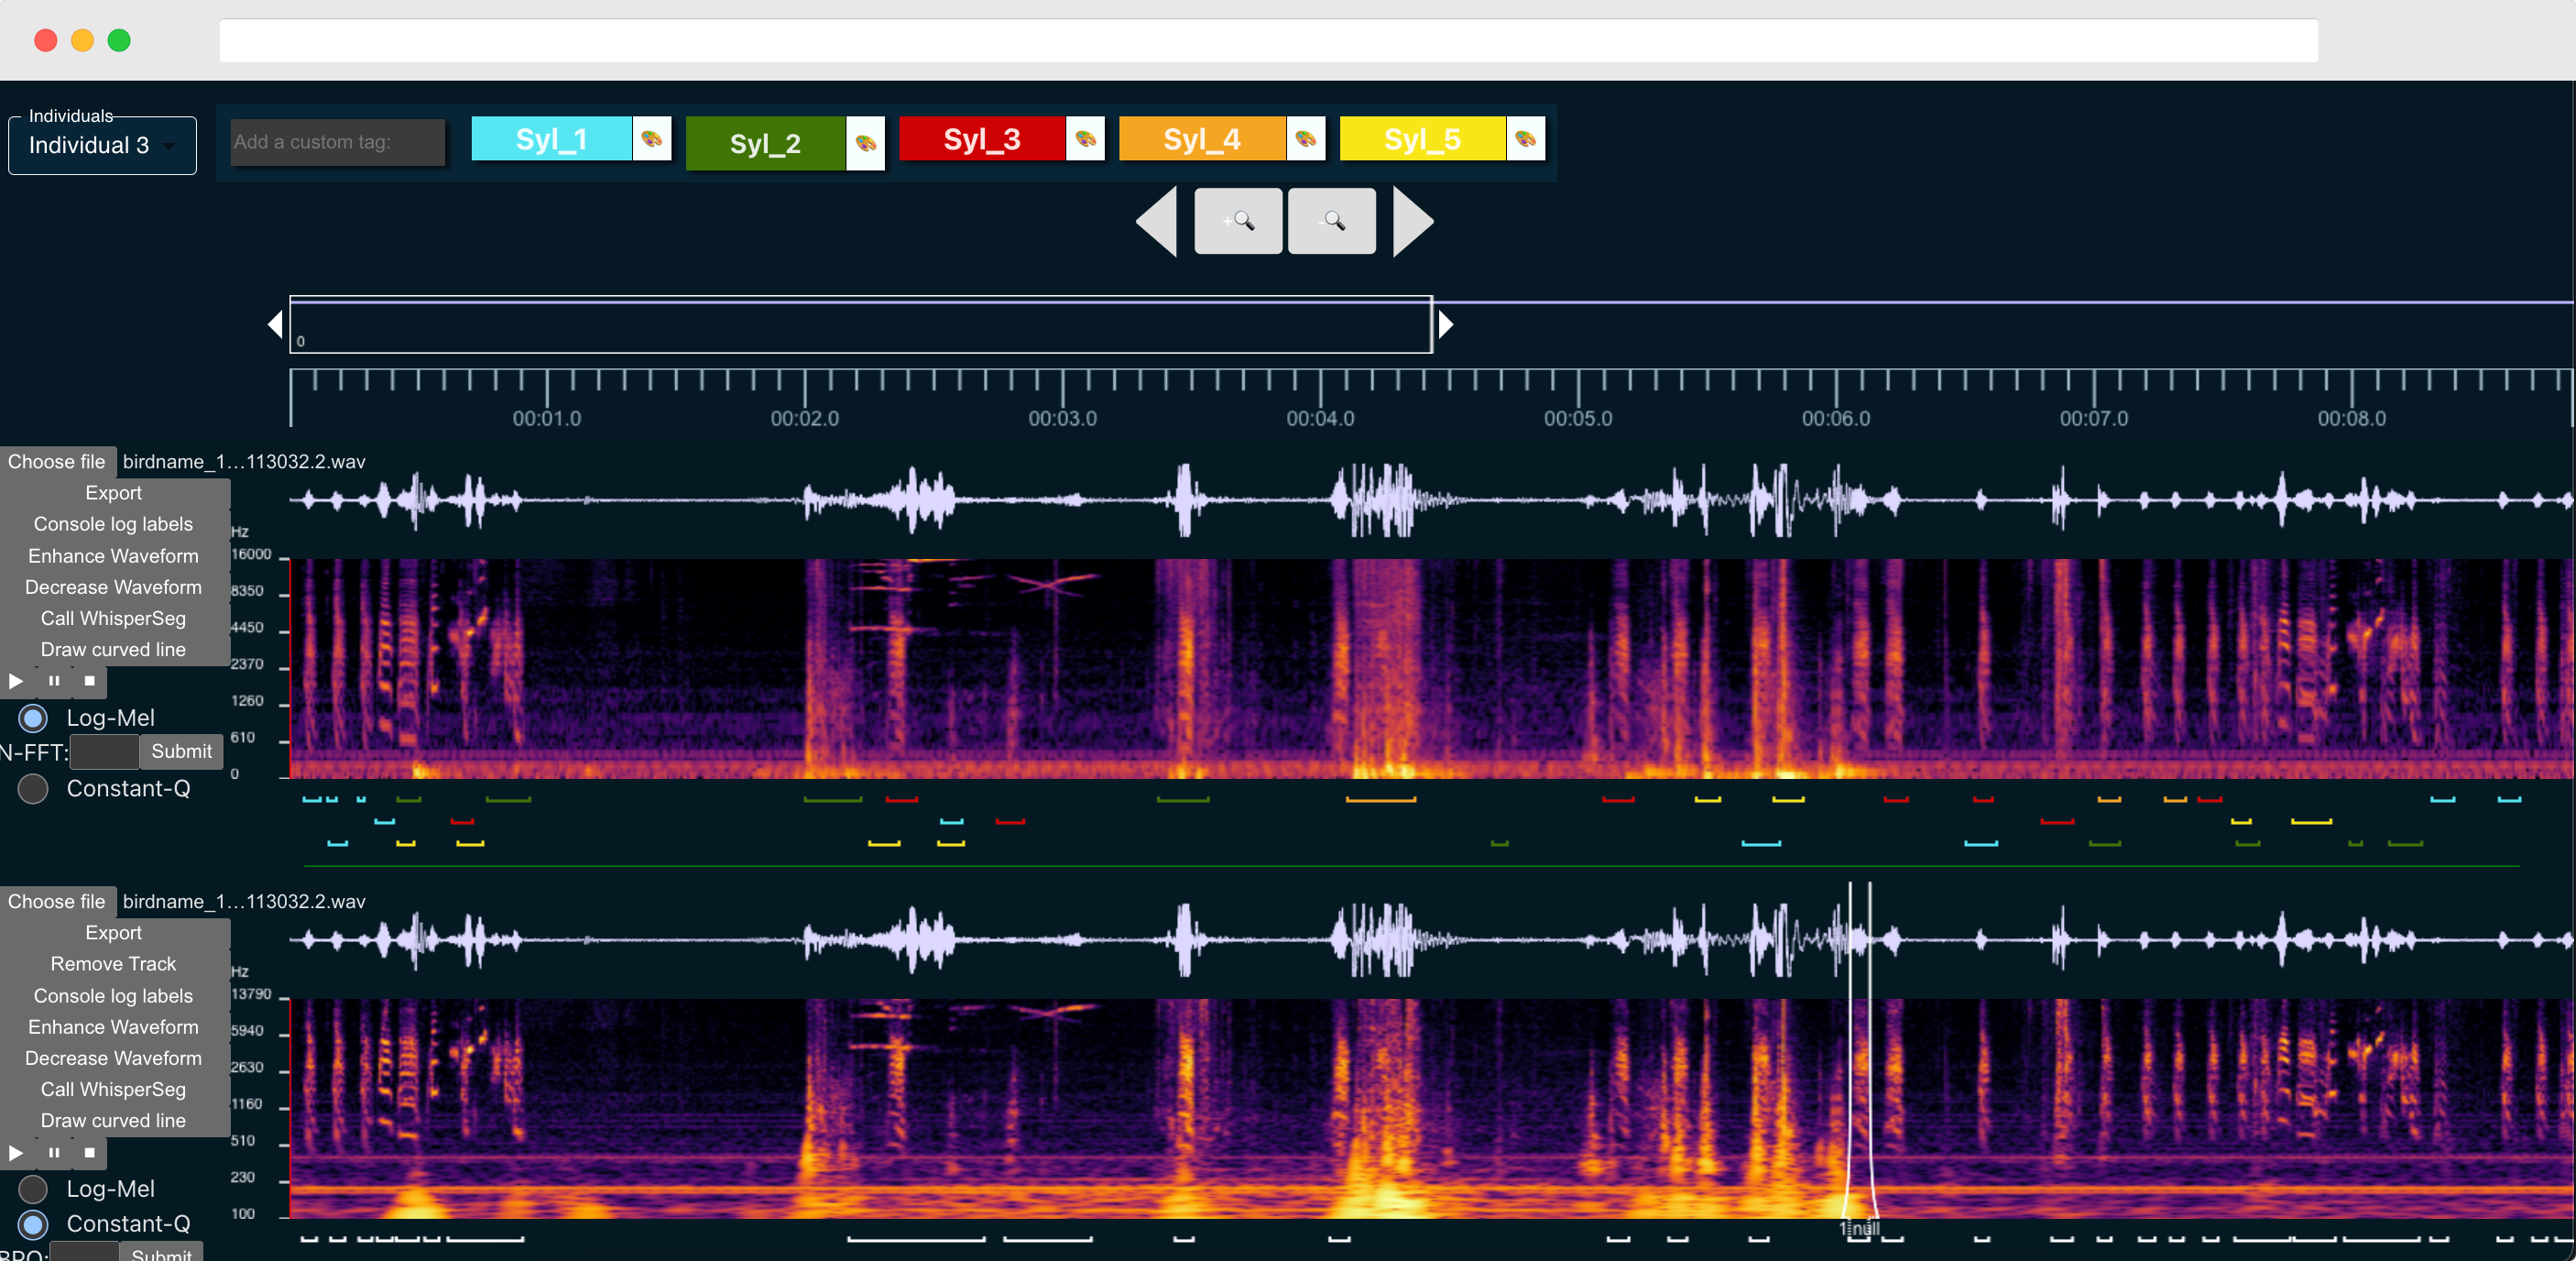 Individuals
Individual 3
Add a custom tag:
Syl_1
Syl_2
Syl_3
Syl_4
Syl_5
+
-
0
00:01.0 00:02.0 00:03.0 00:04.0 00:05.0 00:06.0 00:07.0 00:08.0
Choose file birdname_1...113032.2.wav
Export
Console log labels
Enhance Waveform
Decrease Waveform
Call WhisperSeg
Draw curved line
Log-Mel
N-FFT: Submit
Constant-Q
Hz
16000
8350
4450
2370
1260
610
0
Choose file birdname_1...113032.2.wav
Export
Remove Track
Console log labels
Enhance Waveform
Decrease Waveform
Call WhisperSeg
Draw curved line
Log-Mel
Constant-Q
BPO: Submit
Hz
13790
5940
2630
1160
510
230
100
null